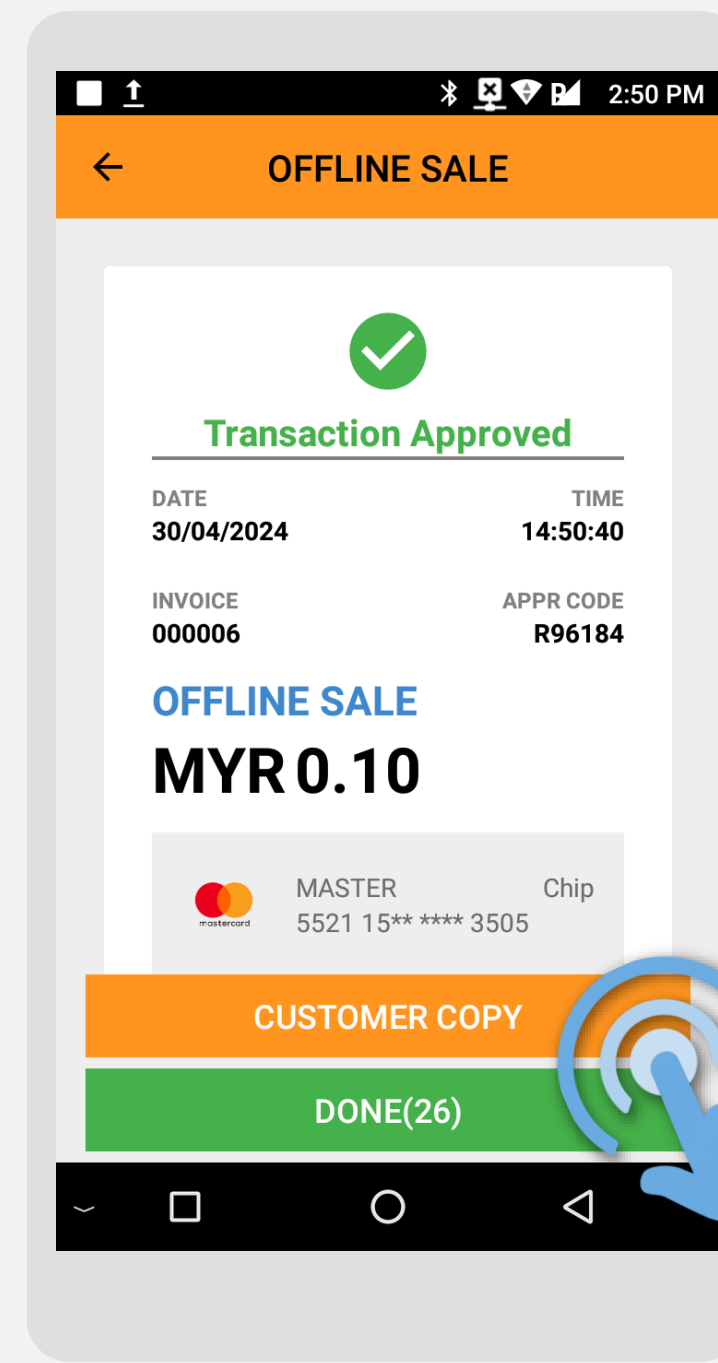 2:50 PM
OFFLINE SALE
Transaction Approved
DATE TIME
30/04/2024 14:50:40
INVOICE APPR CODE
000006 R96184
OFFLINE SALE
MYR 0.10
MASTER Chip
mastercard 5521 15** **** 3505
CUSTOMER COPY
DONE(26)